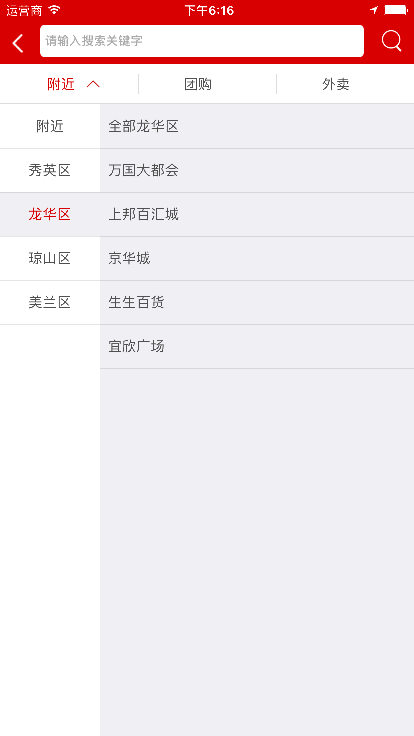 运营商 下午6:16
请输入搜索关键字
附近 团购 外卖
附近 全部龙华区
秀英区 万国大都会
龙华区 上邦百汇城
琼山区 京华城
美兰区 生生百货
宜欣广场